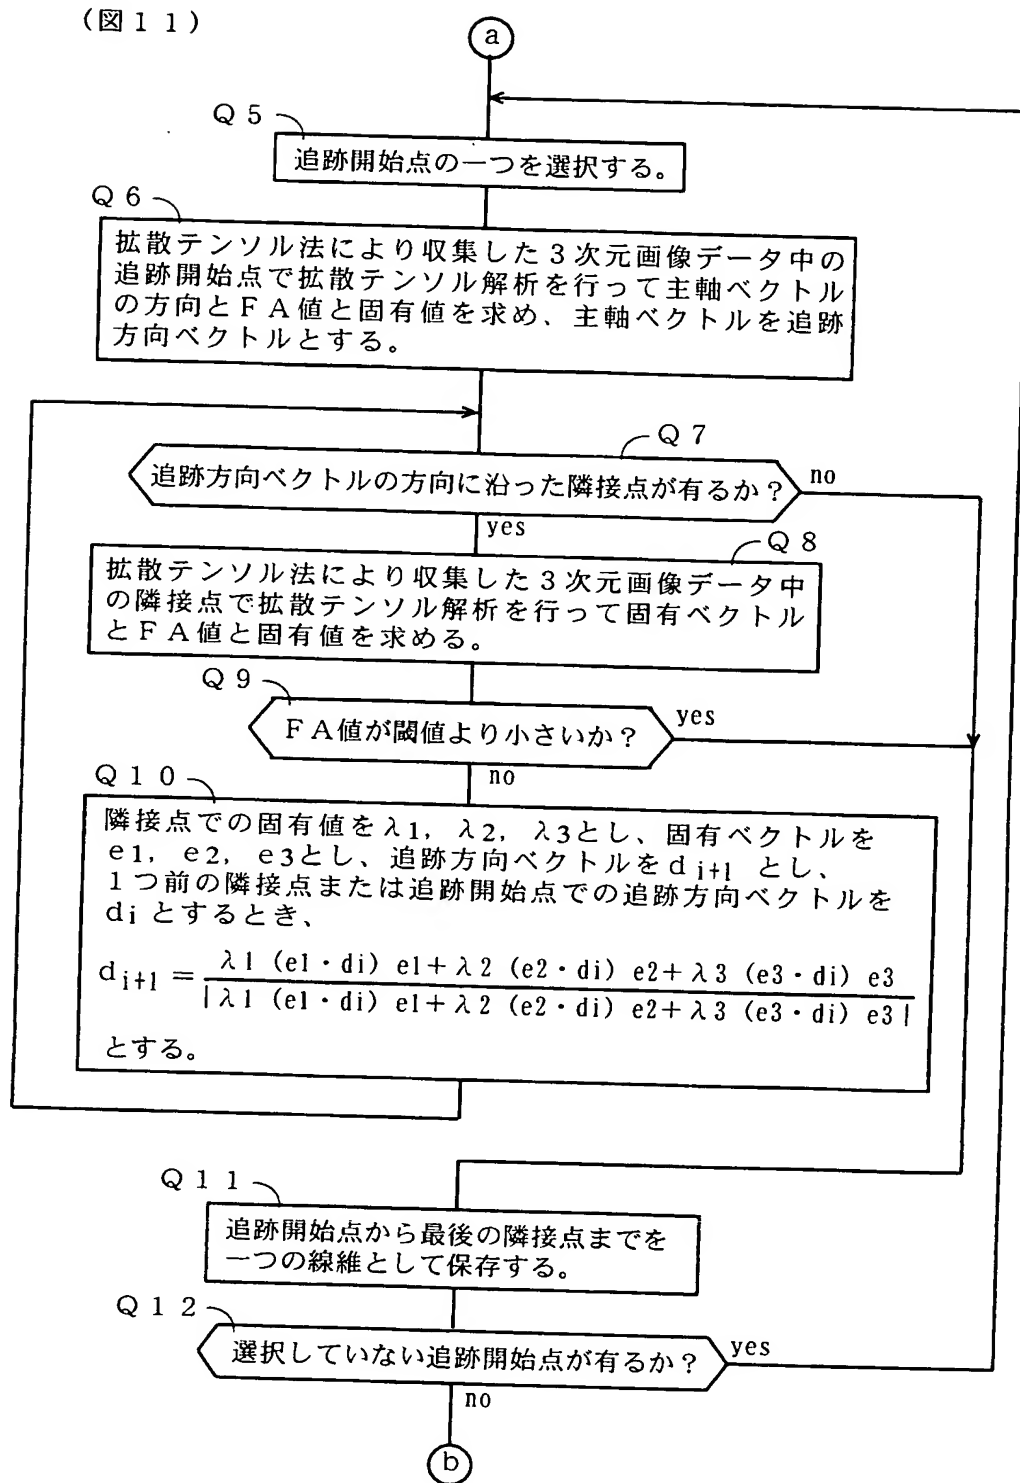 (図11)
a
Q5
追跡開始点の一つを選択する。
Q6
拡散テンソル法により収集した3次元画像データ中の
追跡開始点で拡散テンソル解析を行って主軸ベクトル
の方向とFA値と固有値を求め、主軸ベクトルを追跡
方向ベクトルとする。
Q7
追跡方向ベクトルの方向に沿った隣接点が有るか?
no
yes
Q8
拡散テンソル法により収集した3次元画像データ中
の隣接点で拡散テンソル解析を行って固有ベクトル
とFA値と固有値を求める。
Q9
FA値が閾値より小さいか?
yes
no
Q10
隣接点での固有値をλ1, λ2, λ3とし、固有ベクトルを
e1, e2, e3とし、追跡方向ベクトルをdi+1 とし、
1つ前の隣接点または追跡開始点での追跡方向ベクトルを
di とするとき、
λ1 (e1・di) e1+λ2 (e2・di) e2+λ3 (e3・di) e3
di+1 =
|λ1 (e1・di) e1+λ2 (e2・di) e2+λ3 (e3・di) e3|
とする。
Q11
追跡開始点から最後の隣接点までを
一つの線維として保存する。
Q12
選択していない追跡開始点が有るか?
yes
no
b